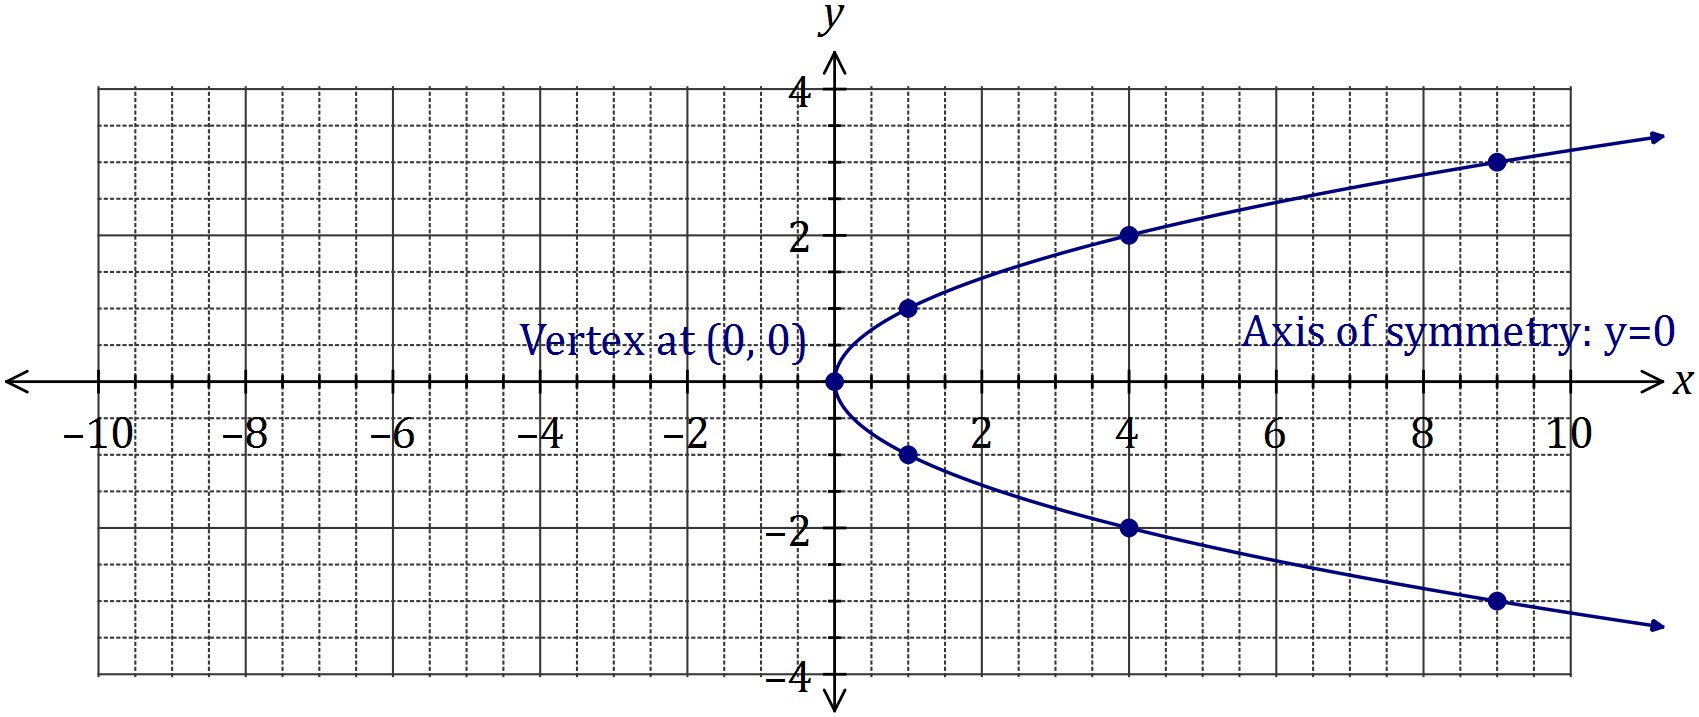 y
4
2
Vertex at (0, 0)
Axis of symmetry: y=0
x
−10 −8 −6 −4 −2 2 4 6 8 10
−2
−4